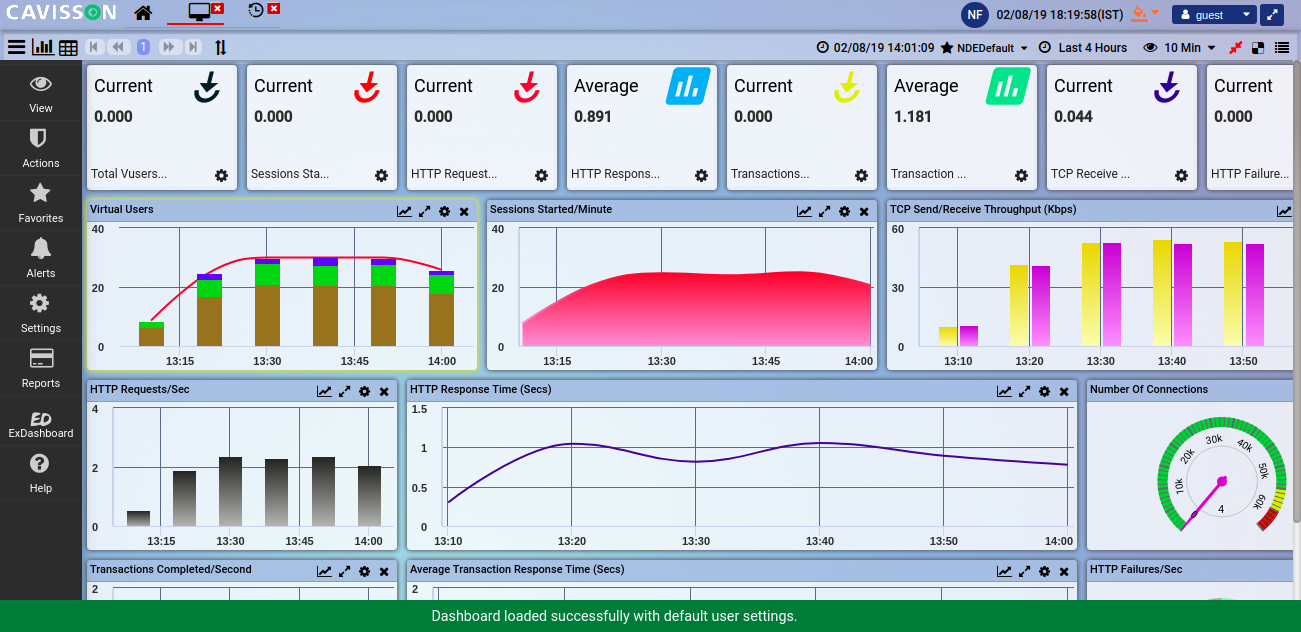 CAVISSON
NF 02/08/19 18:19:58(IST) guest
1 02/08/19 14:01:09 NDEDefault Last 4 Hours 10 Min
View
Actions
Favorites
Alerts
Settings
Reports
ED
ExDashboard
Help
Current
0.000
Total Vusers...
Current
0.000
Sessions Sta...
Current
0.000
HTTP Request...
Average
0.891
HTTP Respons...
Current
0.000
Transactions...
Average
1.181
Transaction ...
Current
0.044
TCP Receive ...
Current
0.000
HTTP Failure...
Virtual Users
40
20
0
13:15 13:30 13:45 14:00
Sessions Started/Minute
40
20
0
13:15 13:30 13:45 14:00
TCP Send/Receive Throughput (Kbps)
60
30
0
13:10 13:20 13:30 13:40 13:50
HTTP Requests/Sec
4
2
0
13:15 13:30 13:45 14:00
HTTP Response Time (Secs)
1.5
1
0.5
0
13:10 13:20 13:30 13:40 13:50 14:00
Number Of Connections
0 10k 20k 30k 40k 50k 60k
4
Transactions Completed/Second
2
Average Transaction Response Time (Secs)
2
HTTP Failures/Sec
Dashboard loaded successfully with default user settings.